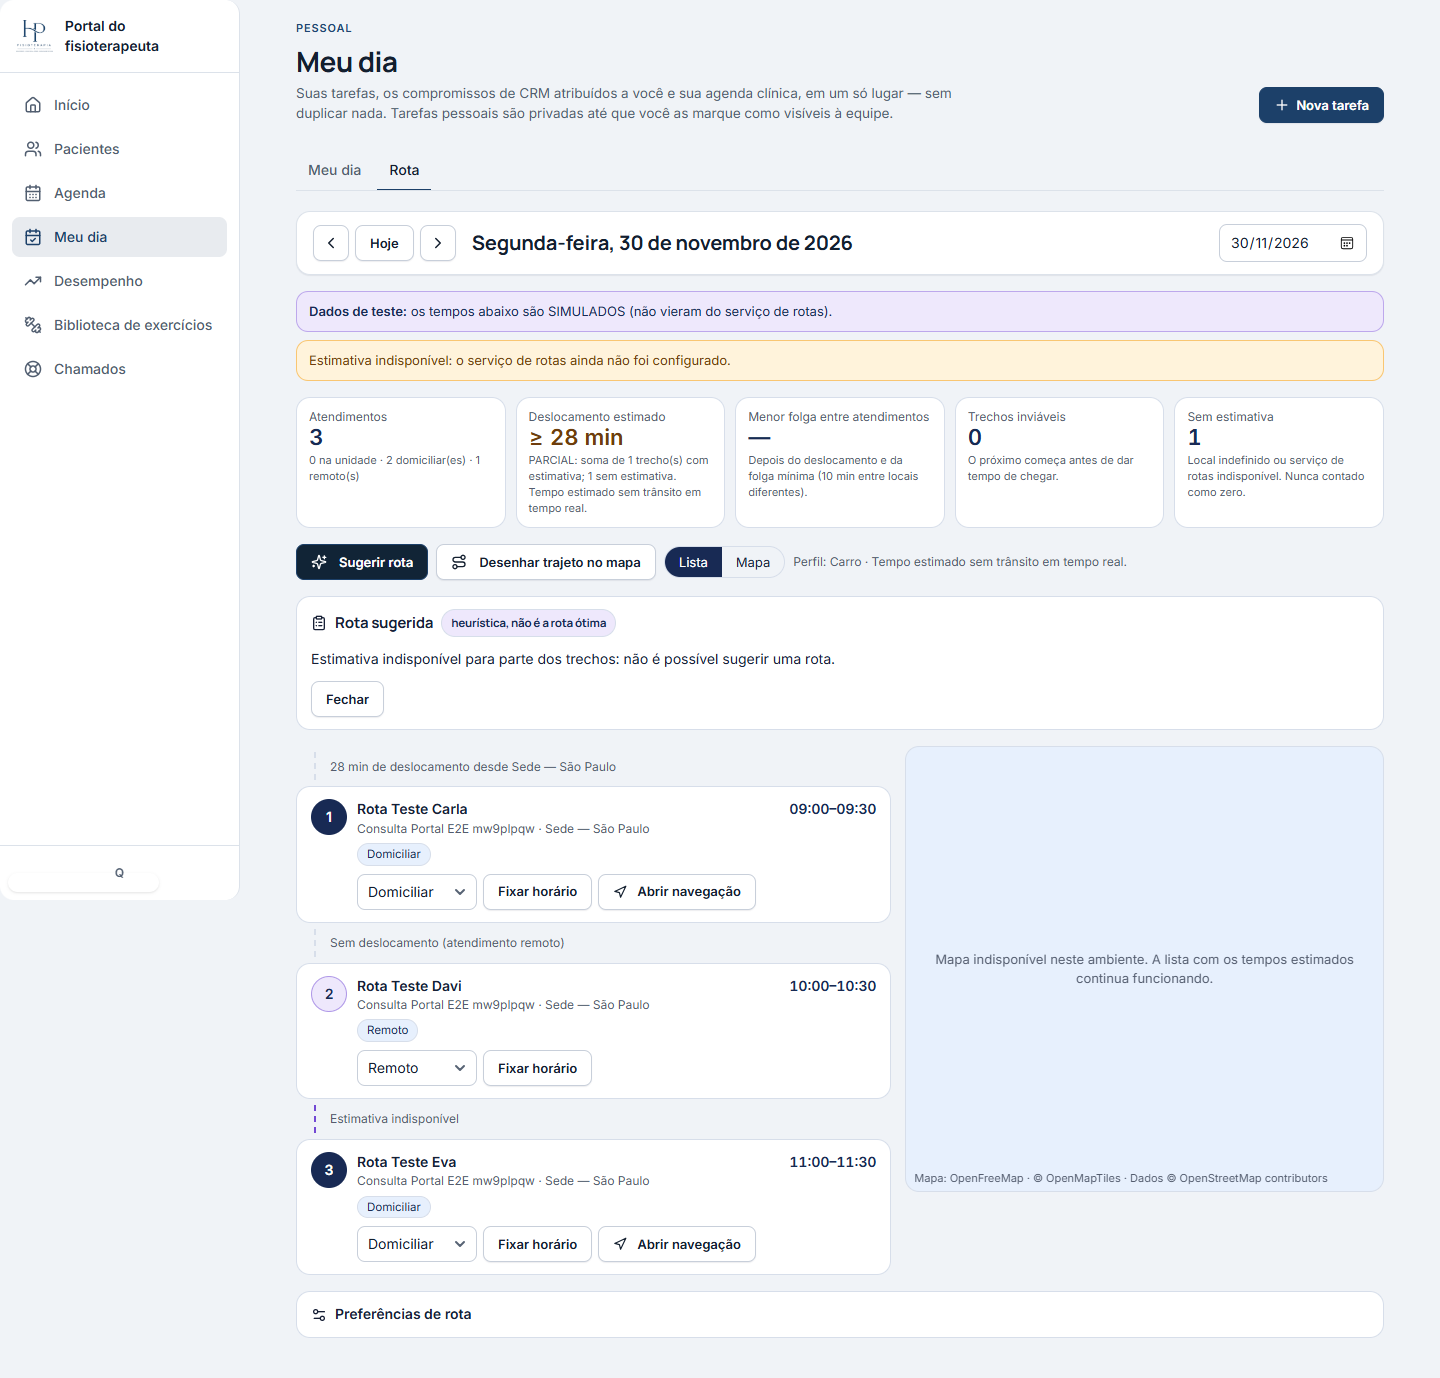 hp
FISIOTERAPIA
Portal do
fisioterapeuta
Início
Pacientes
Agenda
Meu dia
Desempenho
Biblioteca de exercícios
Chamados
Q
PESSOAL
Meu dia
Suas tarefas, os compromissos de CRM atribuídos a você e sua agenda clínica, em um só lugar — sem
duplicar nada. Tarefas pessoais são privadas até que você as marque como visíveis à equipe.
Nova tarefa
Meu dia
Rota
Hoje
Segunda-feira, 30 de novembro de 2026
30/11/2026
Dados de teste: os tempos abaixo são SIMULADOS (não vieram do serviço de rotas).
Estimativa indisponível: o serviço de rotas ainda não foi configurado.
Atendimentos
3
0 na unidade · 2 domiciliar(es) · 1
remoto(s)
Deslocamento estimado
≥ 28 min
PARCIAL: soma de 1 trecho(s) com
estimativa; 1 sem estimativa.
Tempo estimado sem trânsito em
tempo real.
Menor folga entre atendimentos
—
Depois do deslocamento e da
folga mínima (10 min entre locais
diferentes).
Trechos inviáveis
0
O próximo começa antes de dar
tempo de chegar.
Sem estimativa
1
Local indefinido ou serviço de
rotas indisponível. Nunca contado
como zero.
Sugerir rota
Desenhar trajeto no mapa
Lista
Mapa
Perfil: Carro · Tempo estimado sem trânsito em tempo real.
Rota sugerida
heurística, não é a rota ótima
Estimativa indisponível para parte dos trechos: não é possível sugerir uma rota.
Fechar
28 min de deslocamento desde Sede — São Paulo
1
Rota Teste Carla
09:00–09:30
Consulta Portal E2E mw9plpqw · Sede — São Paulo
Domiciliar
Domiciliar
Fixar horário
Abrir navegação
Sem deslocamento (atendimento remoto)
2
Rota Teste Davi
10:00–10:30
Consulta Portal E2E mw9plpqw · Sede — São Paulo
Remoto
Remoto
Fixar horário
Estimativa indisponível
3
Rota Teste Eva
11:00–11:30
Consulta Portal E2E mw9plpqw · Sede — São Paulo
Domiciliar
Domiciliar
Fixar horário
Abrir navegação
Mapa indisponível neste ambiente. A lista com os tempos estimados
continua funcionando.
Mapa: OpenFreeMap · © OpenMapTiles · Dados © OpenStreetMap contributors
Preferências de rota